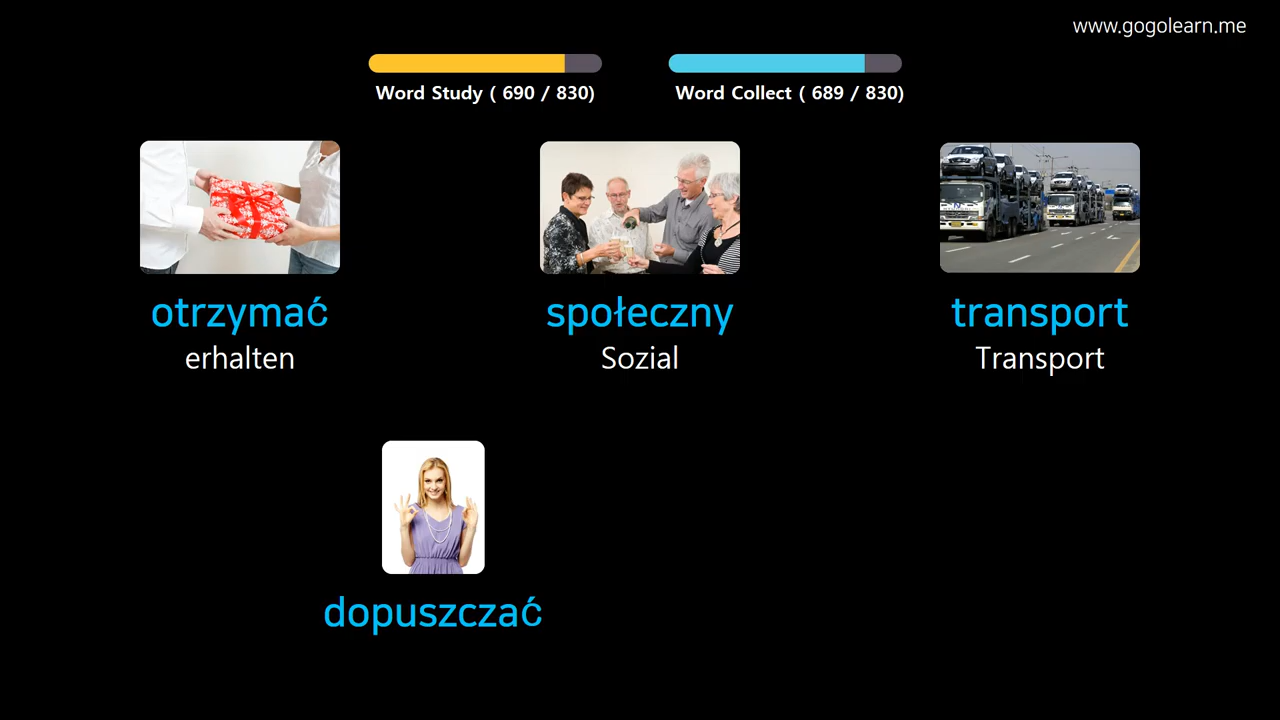 www.gogolearn.me
Word Study ( 690 / 830)
Word Collect ( 689 / 830)
otrzymać
społeczny
transport
erhalten
Sozial
Transport
dopuszczać